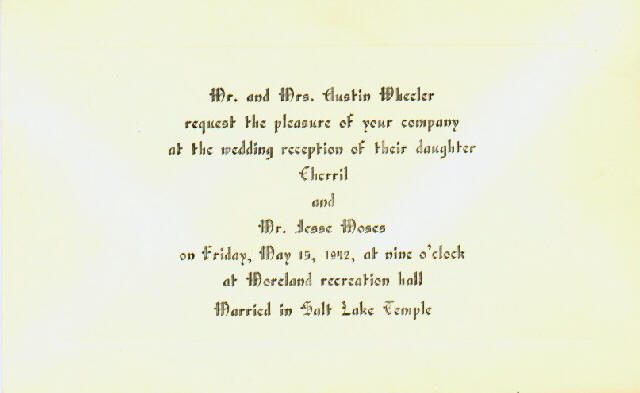 Mr. and Mrs. Austin Wheeler
request the pleasure of your company
at the wedding reception of their daughter
Cherril
and
Mr. Jesse Moses
on Friday, May 15, 1942, at nine o'clock
at Moreland recreation hall
Married in Salt Lake Temple